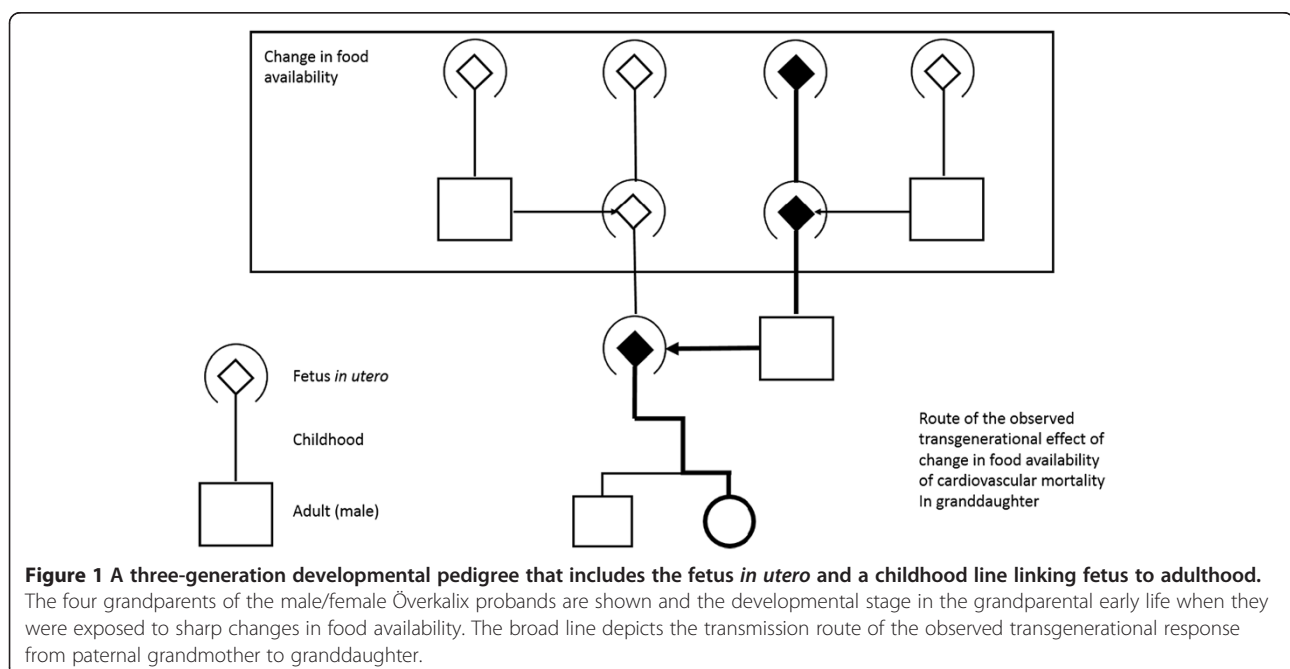 Change in food
availability
Fetus in utero
Childhood
Adult (male)
Route of the observed
transgenerational effect of
change in food availability
of cardiovascular mortality
In granddaughter
Figure 1 A three-generation developmental pedigree that includes the fetus in utero and a childhood line linking fetus to adulthood.
The four grandparents of the male/female Överkalix probands are shown and the developmental stage in the grandparental early life when they
were exposed to sharp changes in food availability. The broad line depicts the transmission route of the observed transgenerational response
from paternal grandmother to granddaughter.